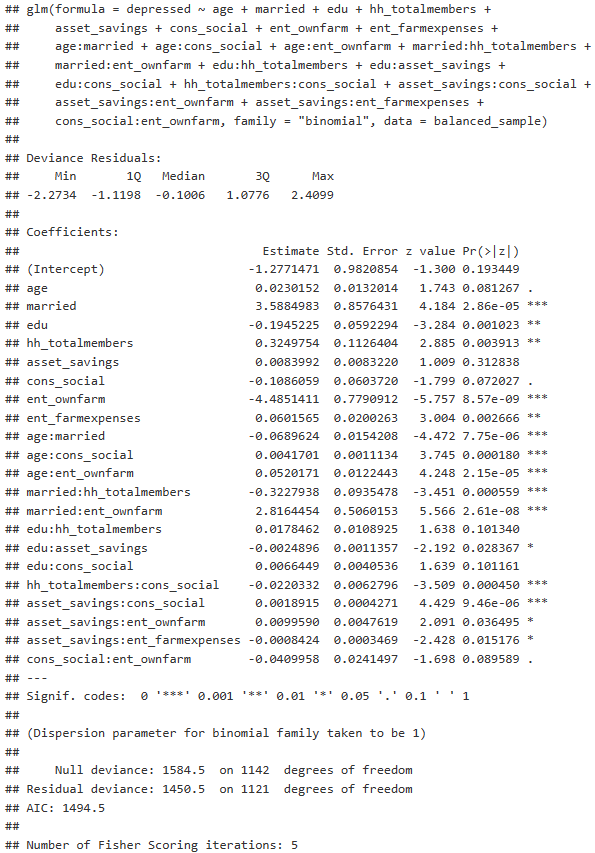 ## glm(formula = depressed ~ age + married + edu + hh_totalmembers +
##     asset_savings + cons_social + ent_ownfarm + ent_farmexpenses +
##     age:married + age:cons_social + age:ent_ownfarm + married:hh_totalmembers +
##     married:ent_ownfarm + edu:hh_totalmembers + edu:asset_savings +
##     edu:cons_social + hh_totalmembers:cons_social + asset_savings:cons_social +
##     asset_savings:ent_ownfarm + asset_savings:ent_farmexpenses +
##     cons_social:ent_ownfarm, family = "binomial", data = balanced_sample)
##
## Deviance Residuals:
##     Min       1Q   Median       3Q      Max
## -2.2734  -1.1198  -0.1006   1.0776   2.4099
##
## Coefficients:
##                                  Estimate Std. Error z value Pr(>|z|)
## (Intercept)                    -1.2771471  0.9820854  -1.300 0.193449
## age                             0.0230152  0.0132014   1.743 0.081267 .
## married                         3.5884983  0.8576431   4.184 2.86e-05 ***
## edu                            -0.1945225  0.0592294  -3.284 0.001023 **
## hh_totalmembers                 0.3249754  0.1126404   2.885 0.003913 **
## asset_savings                   0.0083992  0.0083220   1.009 0.312838
## cons_social                    -0.1086059  0.0603720  -1.799 0.072027 .
## ent_ownfarm                    -4.4851411  0.7790912  -5.757 8.57e-09 ***
## ent_farmexpenses                0.0601565  0.0200263   3.004 0.002666 **
## age:married                    -0.0689624  0.0154208  -4.472 7.75e-06 ***
## age:cons_social                 0.0041701  0.0011134   3.745 0.000180 ***
## age:ent_ownfarm                 0.0520171  0.0122443   4.248 2.15e-05 ***
## married:hh_totalmembers        -0.3227938  0.0935478  -3.451 0.000559 ***
## married:ent_ownfarm             2.8164454  0.5060153   5.566 2.61e-08 ***
## edu:hh_totalmembers             0.0178462  0.0108925   1.638 0.101340
## edu:asset_savings              -0.0024896  0.0011357  -2.192 0.028367 *
## edu:cons_social                 0.0066449  0.0040536   1.639 0.101161
## hh_totalmembers:cons_social    -0.0220332  0.0062796  -3.509 0.000450 ***
## asset_savings:cons_social       0.0018915  0.0004271   4.429 9.46e-06 ***
## asset_savings:ent_ownfarm       0.0099590  0.0047619   2.091 0.036495 *
## asset_savings:ent_farmexpenses -0.0008424  0.0003469  -2.428 0.015176 *
## cons_social:ent_ownfarm        -0.0409958  0.0241497  -1.698 0.089589 .
## ---
## Signif. codes:  0 '***' 0.001 '**' 0.01 '*' 0.05 '.' 0.1 ' ' 1
##
## (Dispersion parameter for binomial family taken to be 1)
##
##     Null deviance: 1584.5  on 1142  degrees of freedom
## Residual deviance: 1450.5  on 1121  degrees of freedom
## AIC: 1494.5
##
## Number of Fisher Scoring iterations: 5